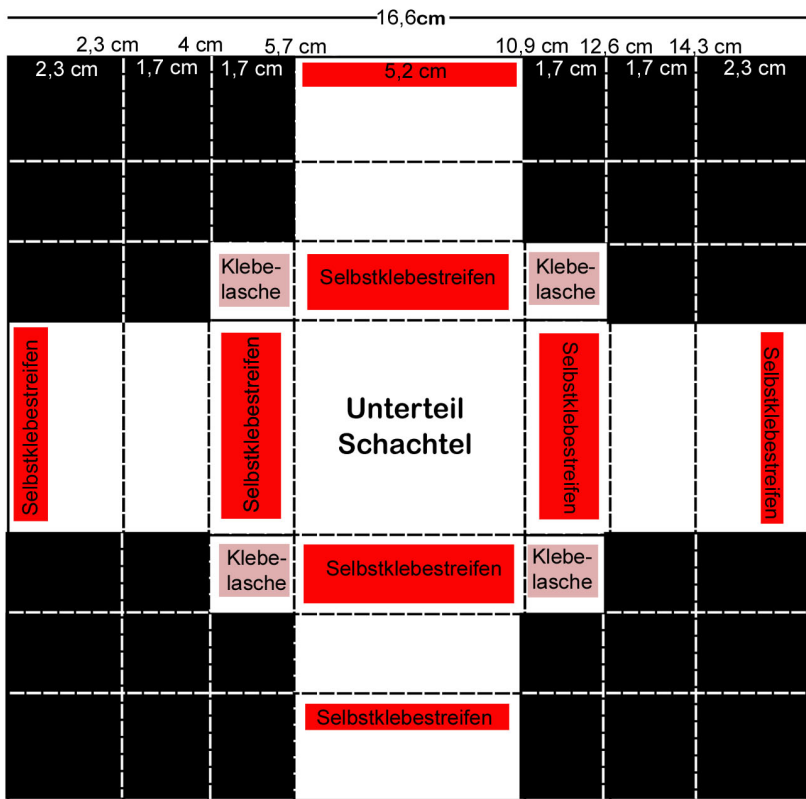 16,6cm
2,3 cm 4 cm 5,7 cm 10,9 cm 12,6 cm 14,3 cm
2,3 cm 1,7 cm 1,7 cm 5,2 cm 1,7 cm 1,7 cm 2,3 cm
Klebe-
lasche
Selbstklebestreifen
Klebe-
lasche
Selbstklebestreifen
Selbstklebestreifen
Unterteil
Schachtel
Selbstklebestreifen
Selbstklebestreifen
Klebe-
lasche
Selbstklebestreifen
Klebe-
lasche
Selbstklebestreifen